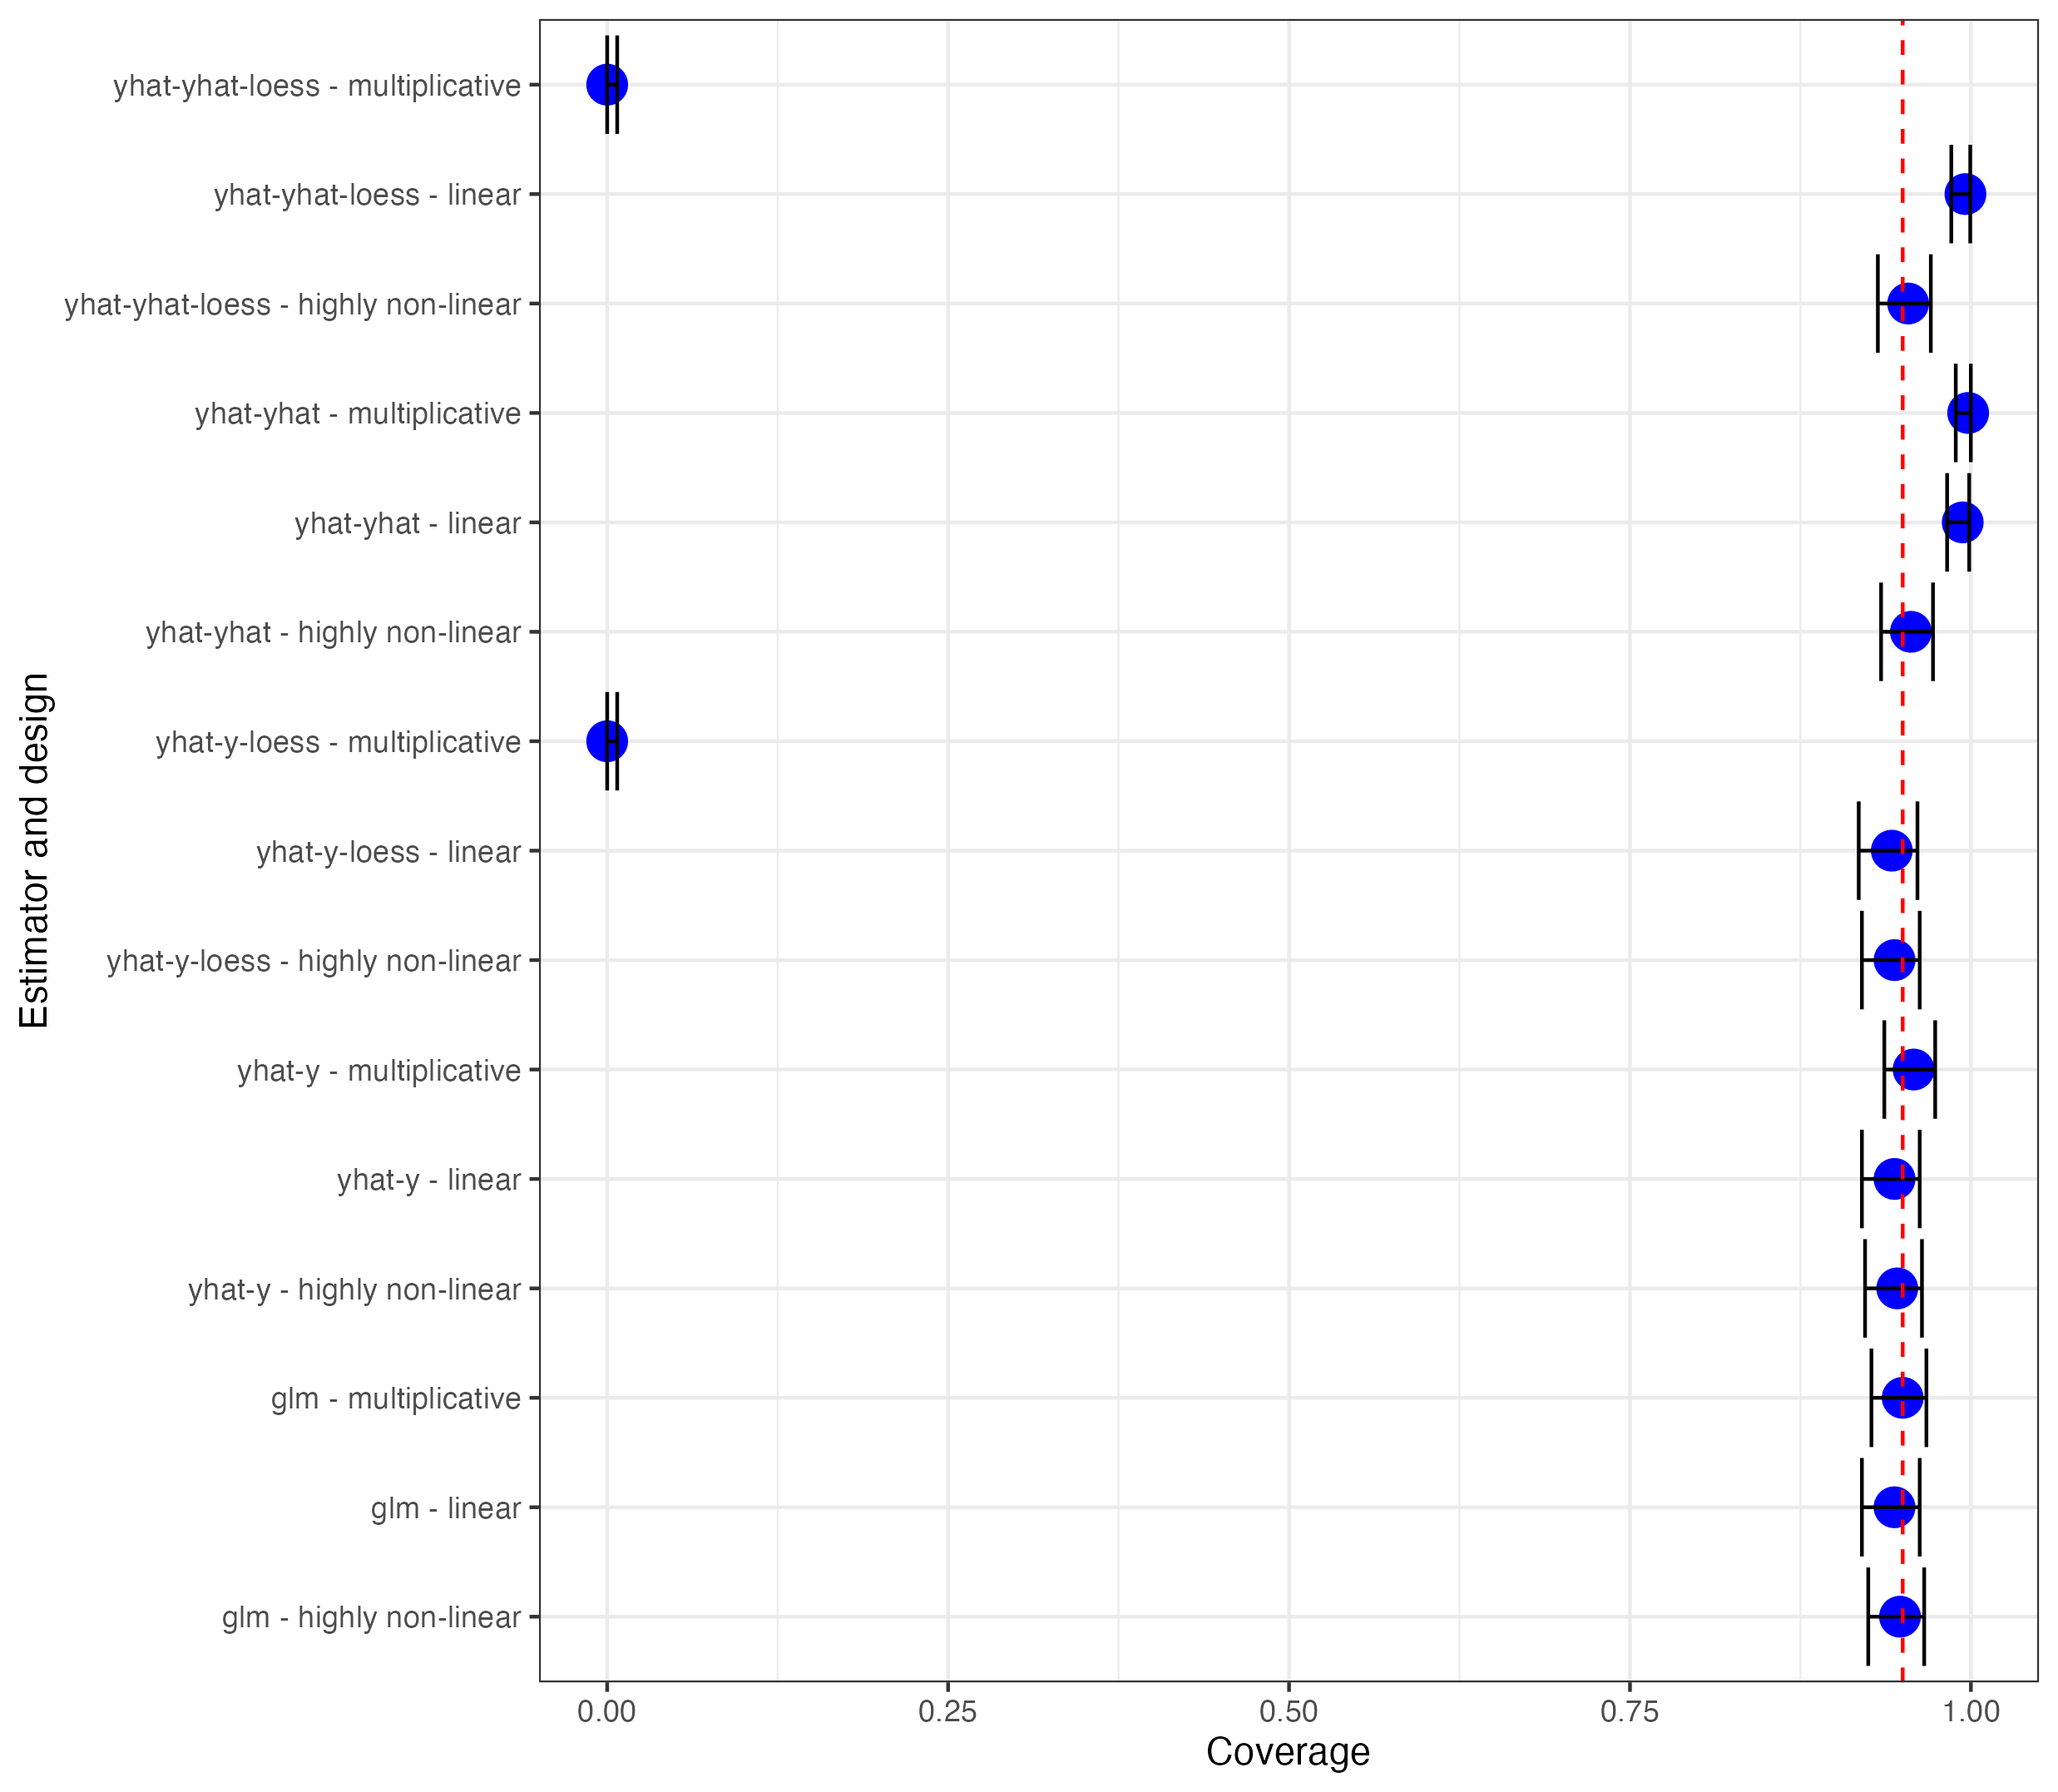 yhat-yhat-loess - multiplicative
yhat-yhat-loess - linear
yhat-yhat-loess - highly non-linear
yhat-yhat - multiplicative
yhat-yhat - linear
yhat-yhat - highly non-linear
yhat-y-loess - multiplicative
yhat-y-loess - linear
yhat-y-loess - highly non-linear
yhat-y - multiplicative
yhat-y - linear
yhat-y - highly non-linear
glm - multiplicative
glm - linear
glm - highly non-linear
Estimator and design
0.00 0.25 0.50 0.75 1.00
Coverage